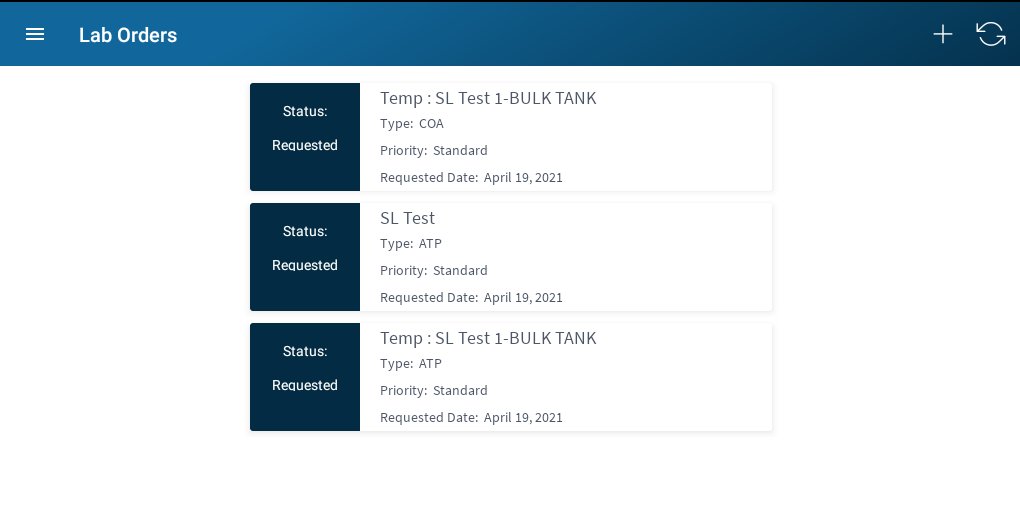 Lab Orders
Status:
Requested
Temp : SL Test 1-BULK TANK
Type: COA
Priority: Standard
Requested Date: April 19, 2021
Status:
Requested
SL Test
Type: ATP
Priority: Standard
Requested Date: April 19, 2021
Status:
Requested
Temp : SL Test 1-BULK TANK
Type: ATP
Priority: Standard
Requested Date: April 19, 2021